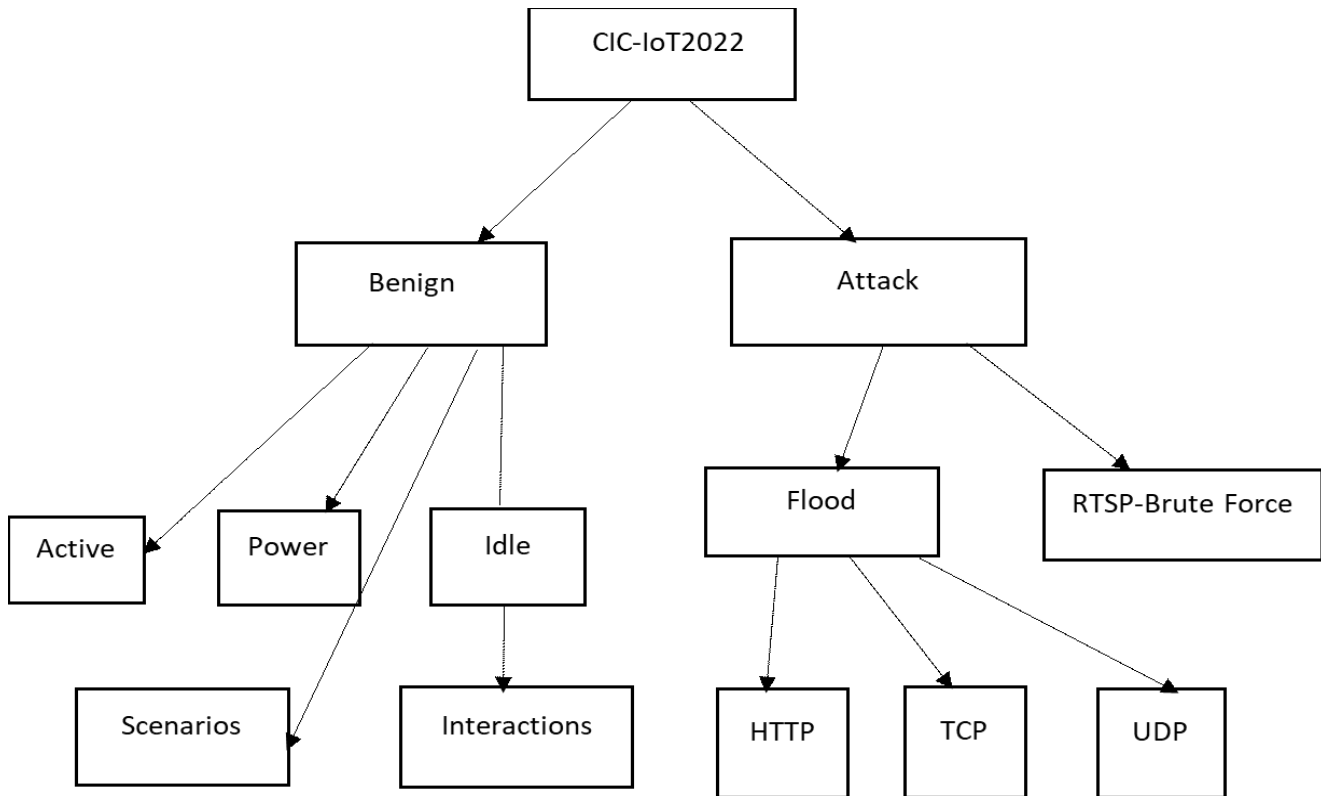 CIC-IoT2022
Benign
Attack
Flood
RTSP-Brute Force
Active
Power
Idle
Scenarios
Interactions
HTTP
TCP
UDP